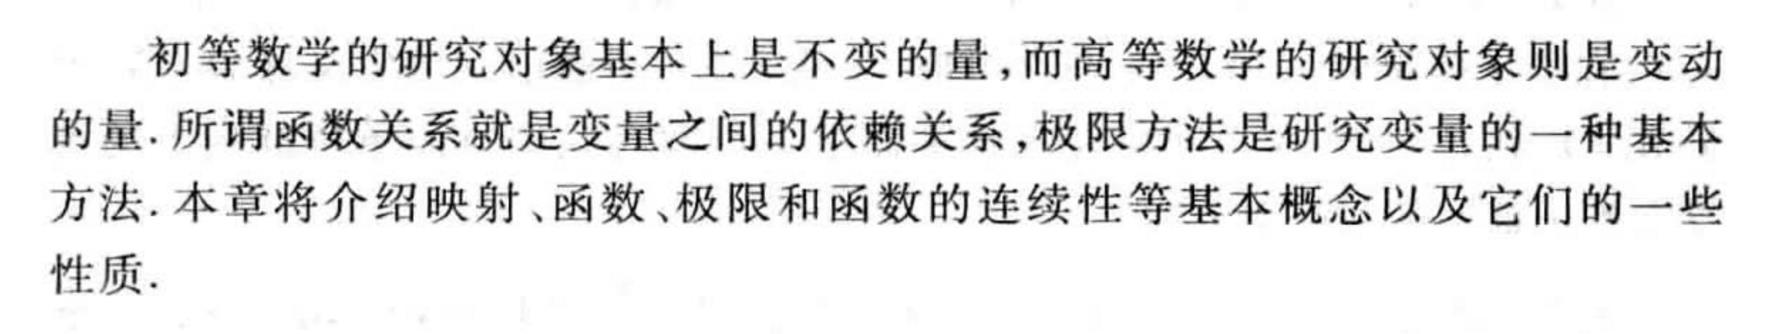 初等数学的研究对象基本上是不变的量,而高等数学的研究对象则是变动
的量.所谓函数关系就是变量之间的依赖关系,极限方法是研究变量的一种基本
方法.本章将介绍映射、函数、极限和函数的连续性等基本概念以及它们的一些
性质.